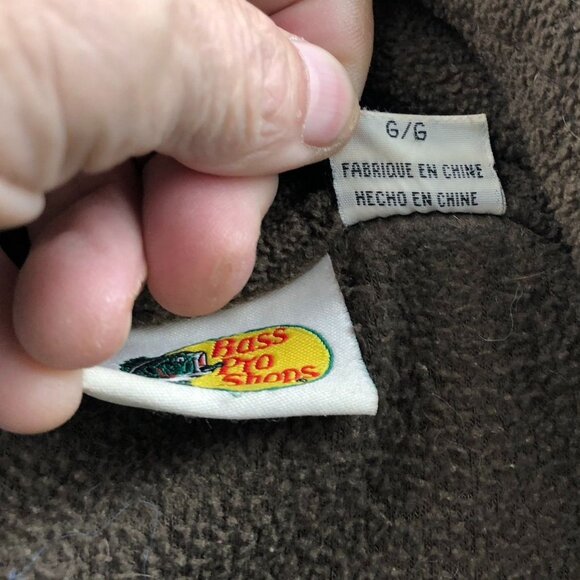 G/G
FABRIQUE EN CHINE
HECHO EN CHINE
Bass
Pro
Shops